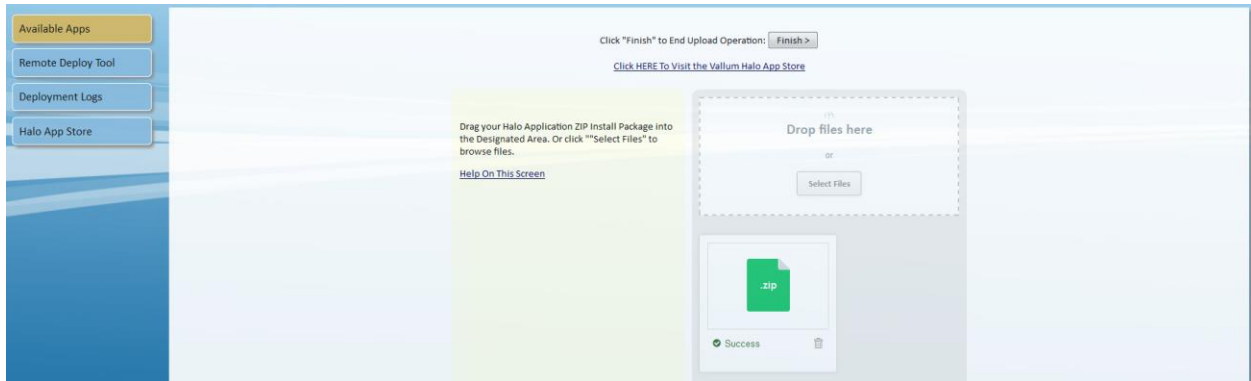 Available Apps
Remote Deploy Tool
Deployment Logs
Halo App Store
Click "Finish" to End Upload Operation: Finish >
Click HERE To Visit the Vallum Halo App Store
Drag your Halo Application ZIP Install Package into
the Designated Area. Or click ""Select Files" to
browse files.
Help On This Screen
Drop files here
or
Select Files
.zip
Success